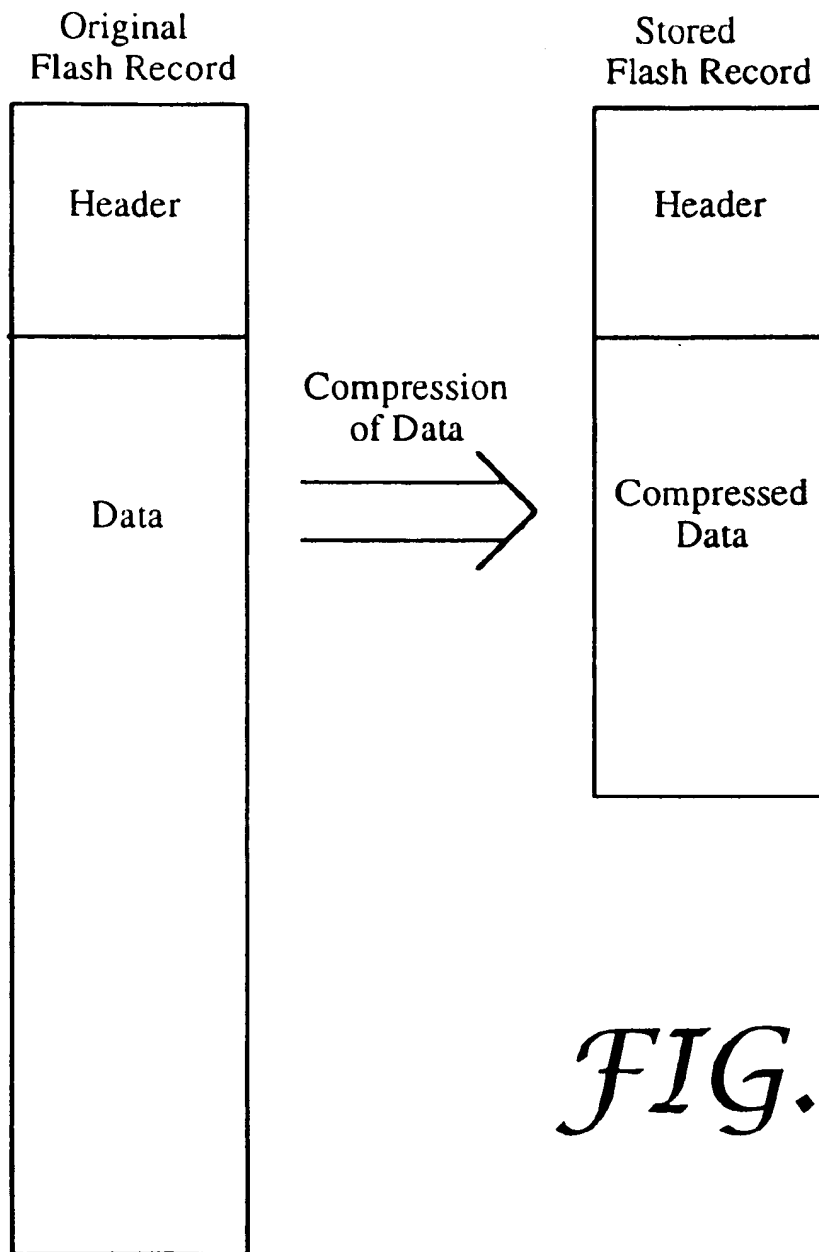 Original
Flash Record
Stored
Flash Record
Header
Header
Compression
of Data
Data
Compressed
Data
FIG.